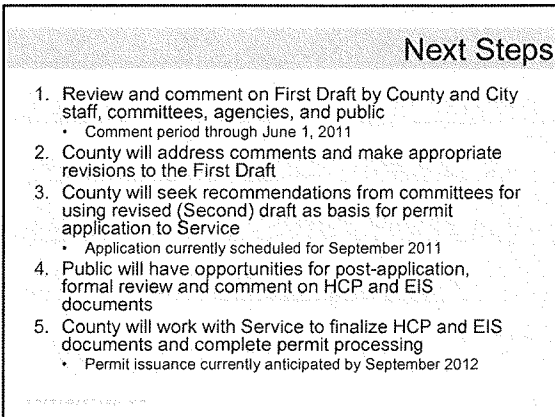 Next Steps
1. Review and comment on First Draft by County and City
staff, committees, agencies, and public
• Comment period through June 1, 2011
2. County will address comments and make appropriate
revisions to the First Draft
3. County will seek recommendations from committees for
using revised (Second) draft as basis for permit
application to Service
• Application currently scheduled for September 2011
4. Public will have opportunities for post-application,
formal review and comment on HCP and EIS
documents
5. County will work with Service to finalize HCP and EIS
documents and complete permit processing
• Permit issuance currently anticipated by September 2012